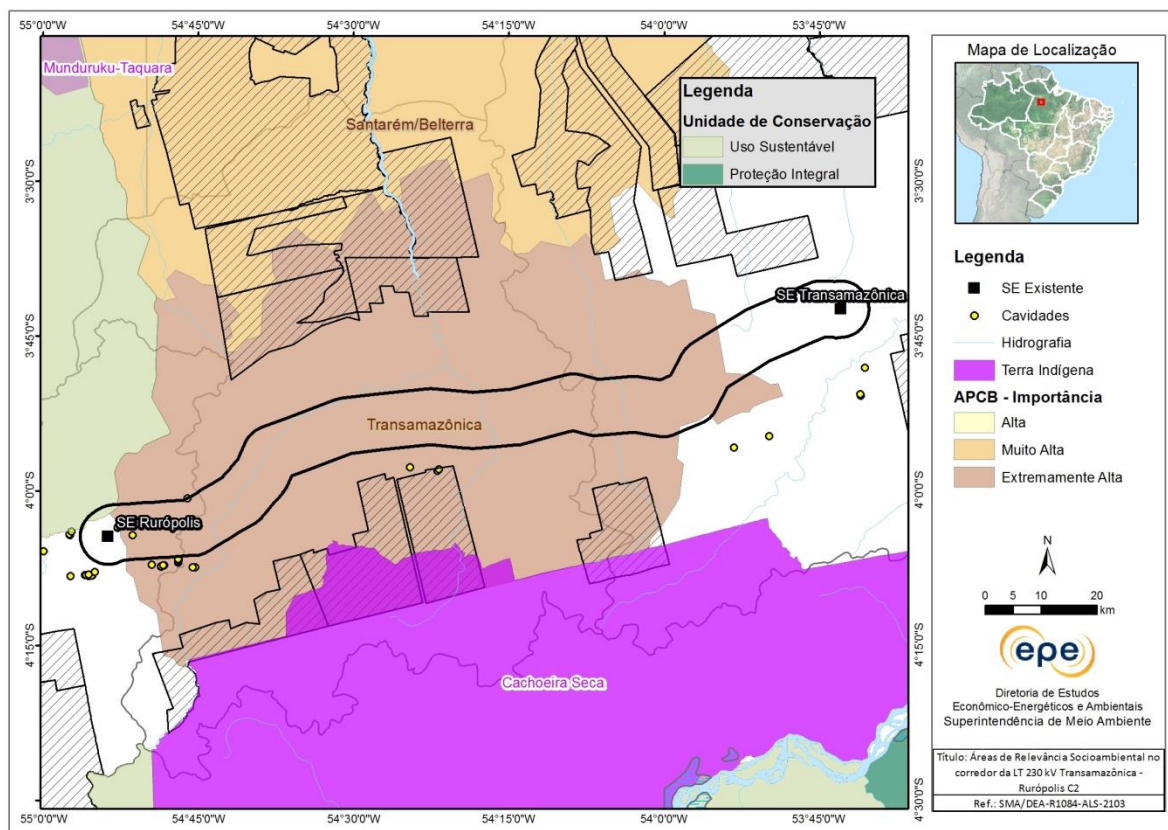 55°0'0"W
54°45'0"W
54°30'0"W
54°15'0"W
54°0'0"W
53°45'0"W
Munduruku-Taquara
Santarém/Belterra
Legenda
Unidade de Conservação
Uso Sustentável
Proteção Integral
3°30'0"S
3°30'0"S
SE Transamazônica
3°45'0"S
3°45'0"S
Transamazônica
4°0'0"S
4°0'0"S
SE Rurópolis
4°15'0"S
4°15'0"S
Cachoeira Seca
4°30'0"S
55°0'0"W
54°45'0"W
54°30'0"W
54°15'0"W
54°0'0"W
53°45'0"W
Mapa de Localização
Legenda
SE Existente
Cavidades
Hidrografia
Terra Indígena
APCB - Importância
Alta
Muito Alta
Extremamente Alta
N
0 5 10 20
km
epe
Diretoria de Estudos
Econômico-Energéticos e Ambientais
Superintendência de Meio Ambiente
Título: Áreas de Relevância Socioambiental no
corredor da LT 230 kV Transamazônica -
Rurópolis C2
Ref.: SMA/DEA-R1084-ALS-2103